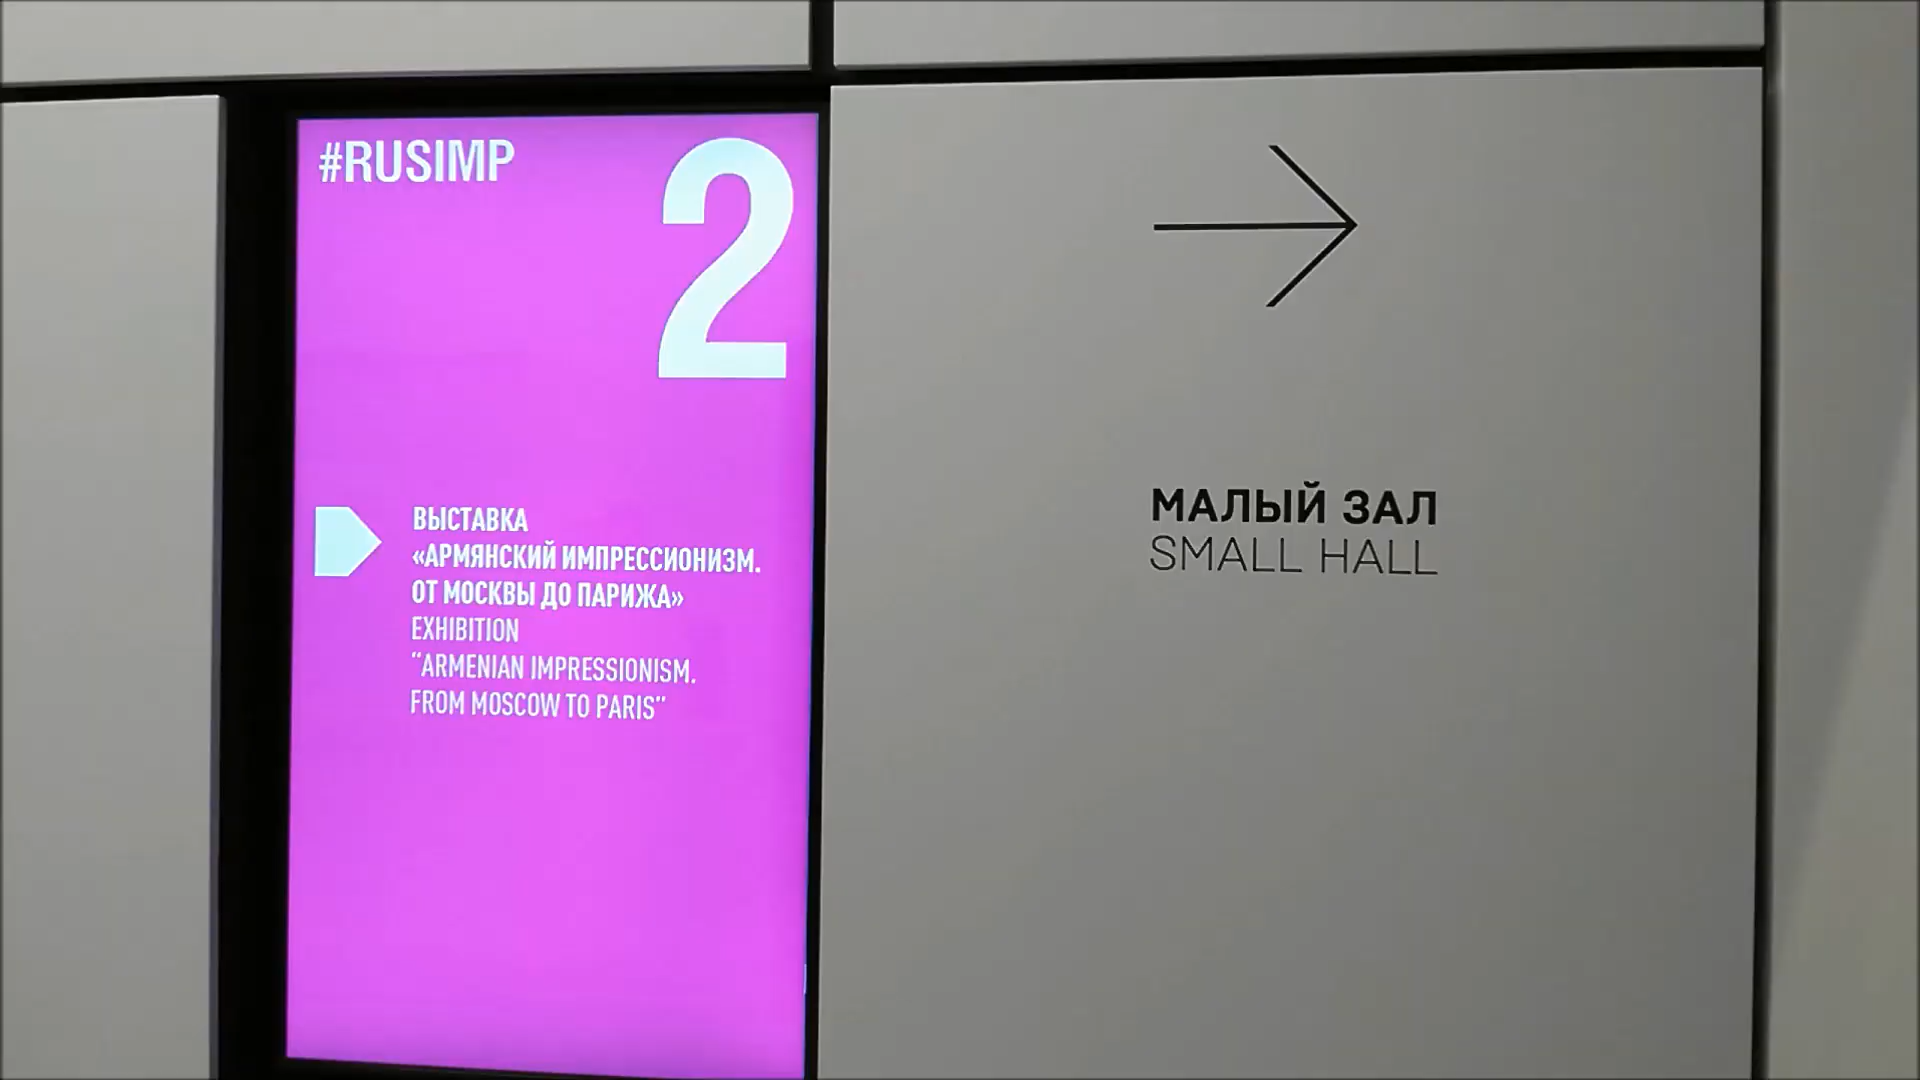 #RUSIMP
2
ВЫСТАВКА
«АРМЯНСКИЙ ИМПРЕССИОНИЗМ.
ОТ МОСКВЫ ДО ПАРИЖА»
EXHIBITION
“ARMENIAN IMPRESSIONISM.
FROM MOSCOW TO PARIS”
МАЛЫЙ ЗАЛ
SMALL HALL